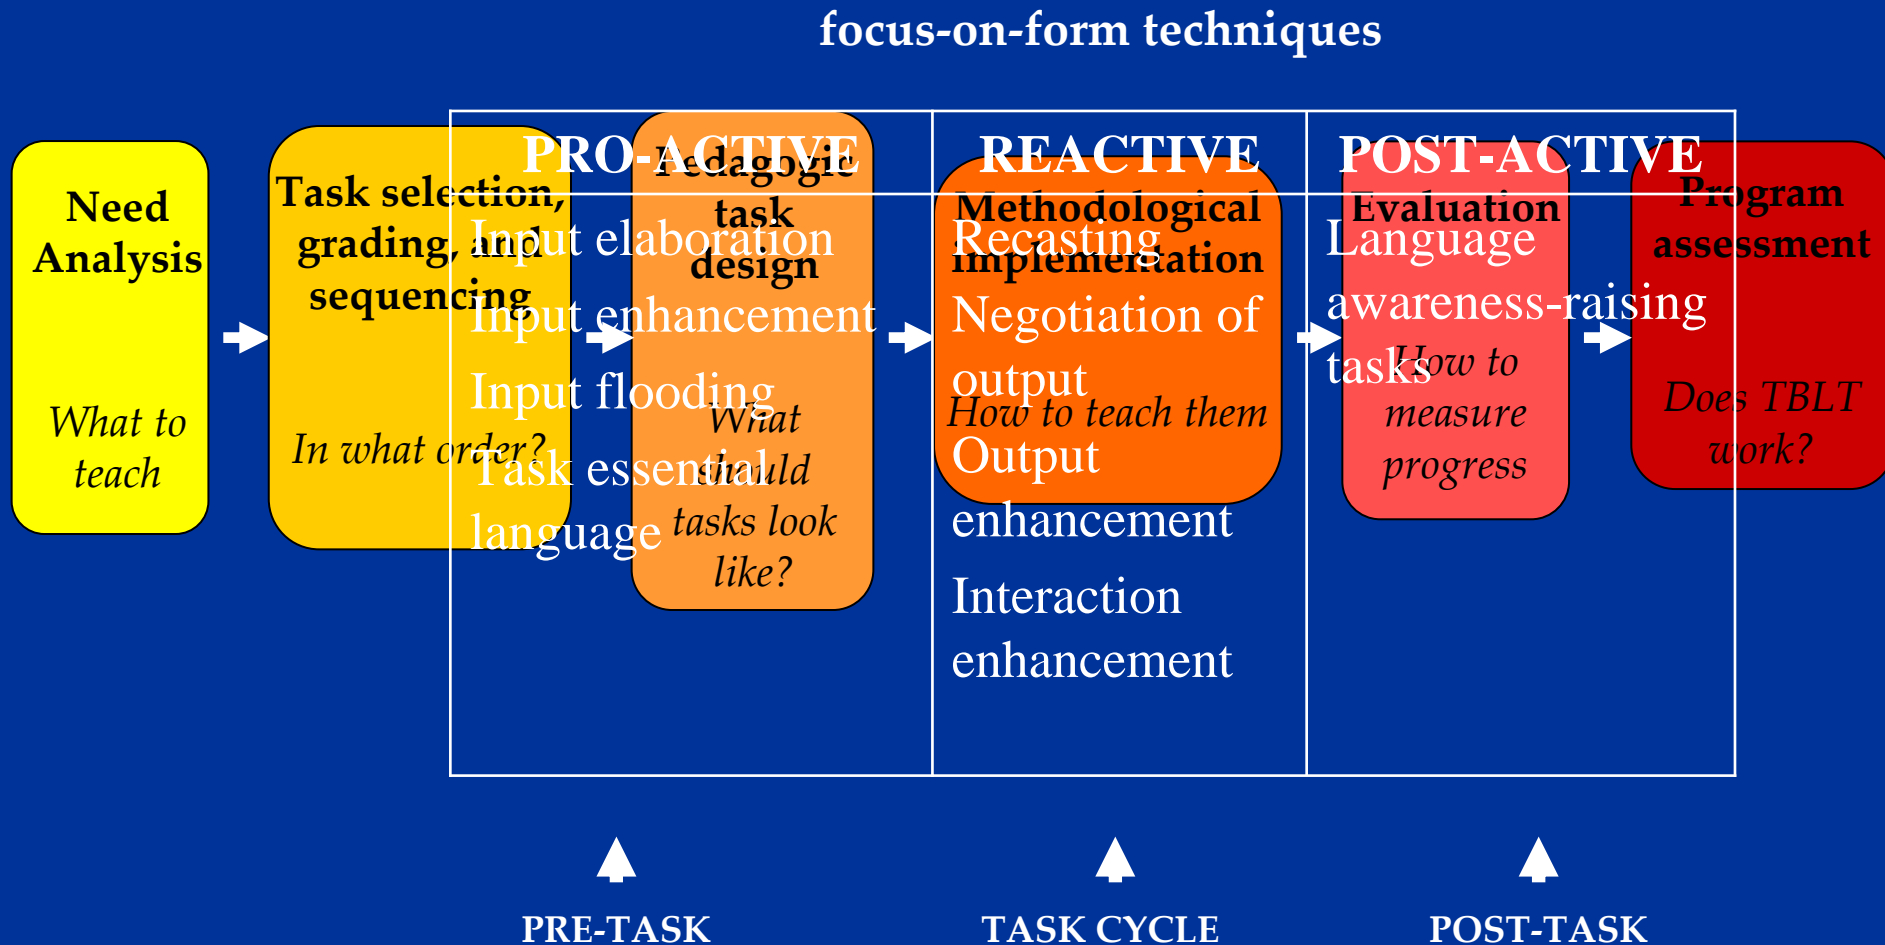 focus-on-form techniques
Need
Analysis
What to
teach
Task selection,
grading, and
sequencing
In what order?
Pedagogic
task
design
What
should
tasks look
like?
Methodological
implementation
How to teach them
Evaluation
How to
measure
progress
Program
assessment
Does TBLT
work?
PRO-ACTIVE
Input elaboration
Input enhancement
Input flooding
Task essential
language
REACTIVE
Recasting
Negotiation of
output
Output
enhancement
Interaction
enhancement
POST-ACTIVE
Language
awareness-raising
tasks
PRE-TASK
TASK CYCLE
POST-TASK